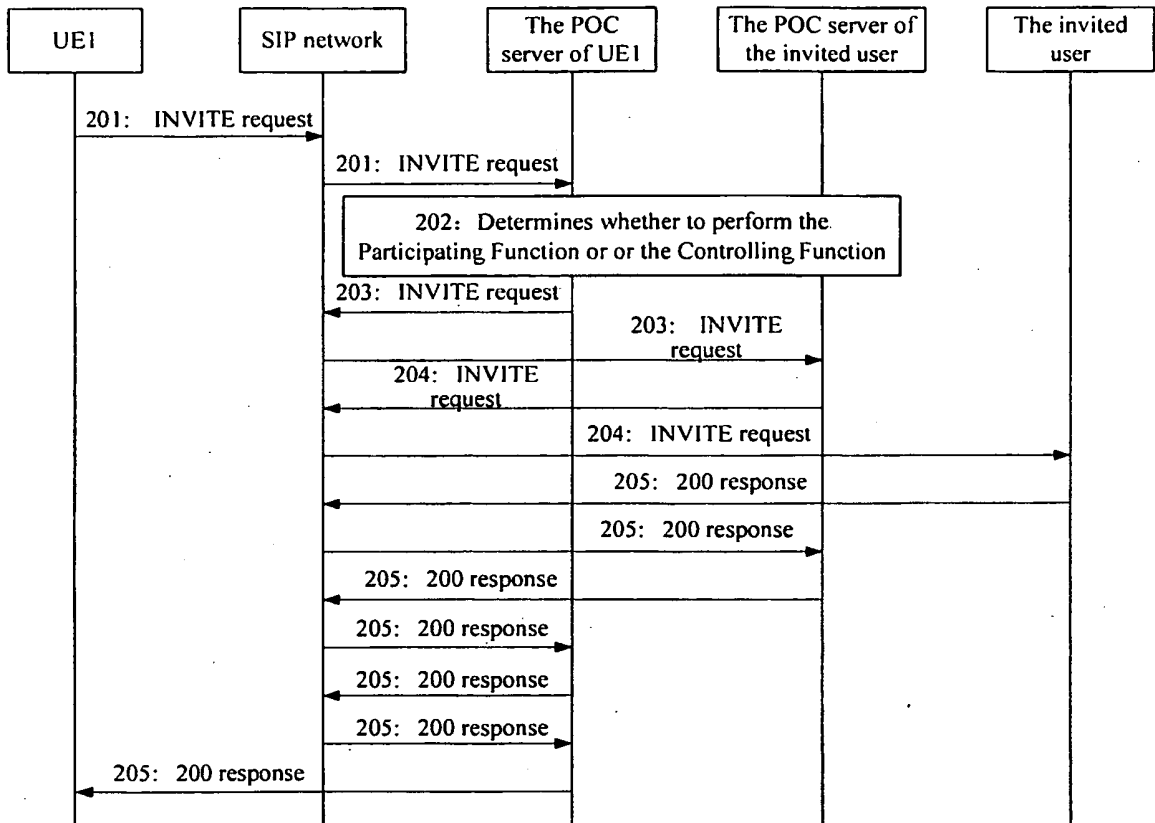 UE1
SIP network
The POC
server of UE1
The POC server of
the invited user
The invited
user
201: INVITE request
201: INVITE request
202: Determines whether to perform the
Participating Function or or the Controlling Function
203: INVITE request
203: INVITE
request
204: INVITE
request
204: INVITE request
205: 200 response
205: 200 response
205: 200 response
205: 200 response
205: 200 response
205: 200 response
205: 200 response